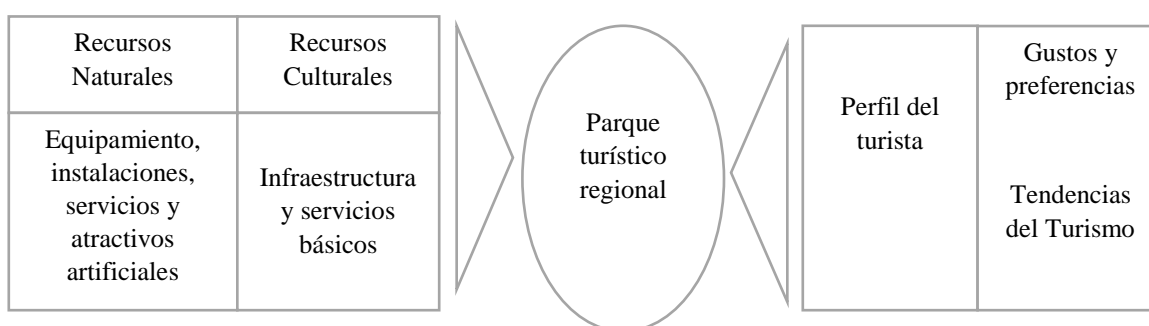 Recursos
Naturales
Recursos
Culturales
Equipamiento,
instalaciones,
servicios y
atractivos
artificiales
Infraestructura
y servicios
básicos
Parque
turístico
regional
Perfil del
turista
Gustos y
preferencias
Tendencias
del Turismo